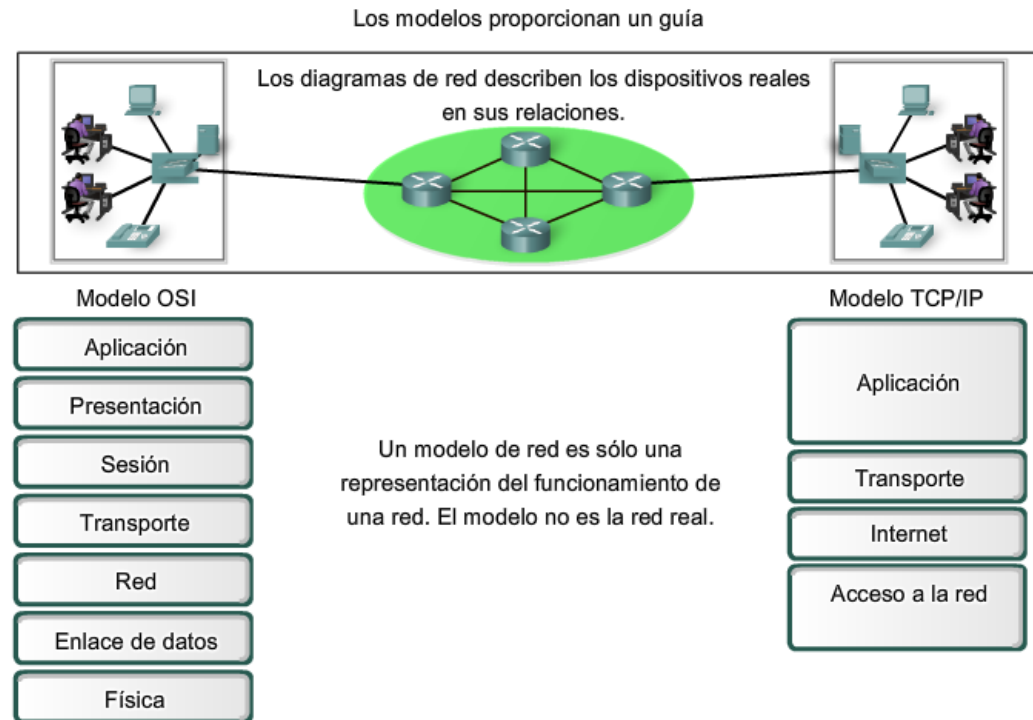 Los modelos proporcionan un guía
Los diagramas de red describen los dispositivos reales
en sus relaciones.
Modelo OSI
Aplicación
Presentación
Sesión
Transporte
Red
Enlace de datos
Física
Un modelo de red es sólo una
representación del funcionamiento de
una red. El modelo no es la red real.
Modelo TCP/IP
Aplicación
Transporte
Internet
Acceso a la red